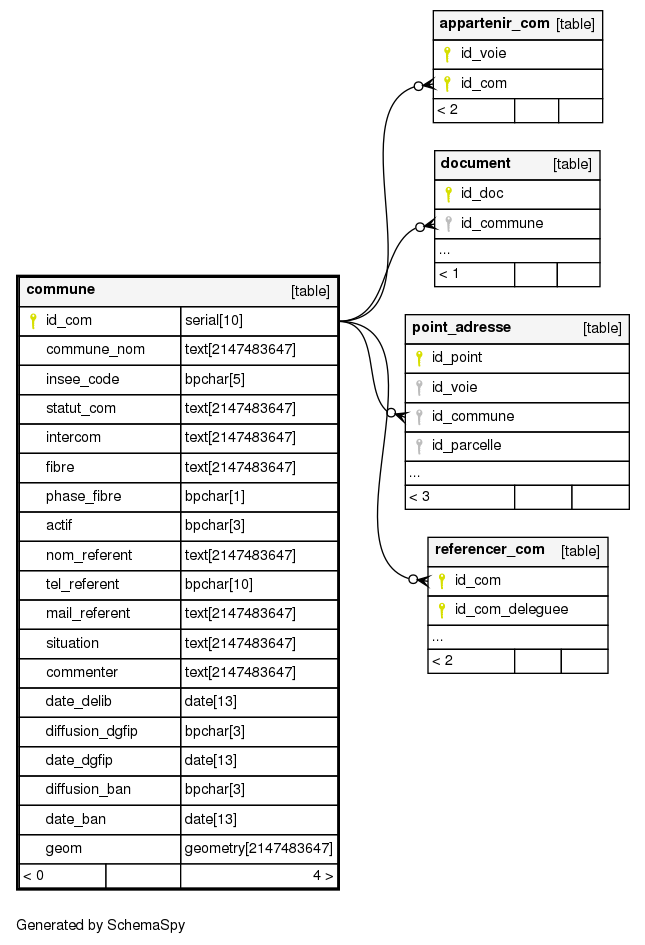 appartenir_com [table]
id_voie
id_com
< 2
document [table]
id_doc
id_commune
...
< 1
commune [table]
id_com serial[10]
commune_nom text[2147483647]
insee_code bpchar[5]
statut_com text[2147483647]
intercom text[2147483647]
fibre text[2147483647]
phase_fibre bpchar[1]
actif bpchar[3]
nom_referent text[2147483647]
tel_referent bpchar[10]
mail_referent text[2147483647]
situation text[2147483647]
commenter text[2147483647]
date_delib date[13]
diffusion_dgfip bpchar[3]
date_dgfip date[13]
diffusion_ban bpchar[3]
date_ban date[13]
geom geometry[2147483647]
< 0 4 >
point_adresse [table]
id_point
id_voie
id_commune
id_parcelle
...
< 3
referencer_com [table]
id_com
id_com_deleguee
...
< 2
Generated by SchemaSpy